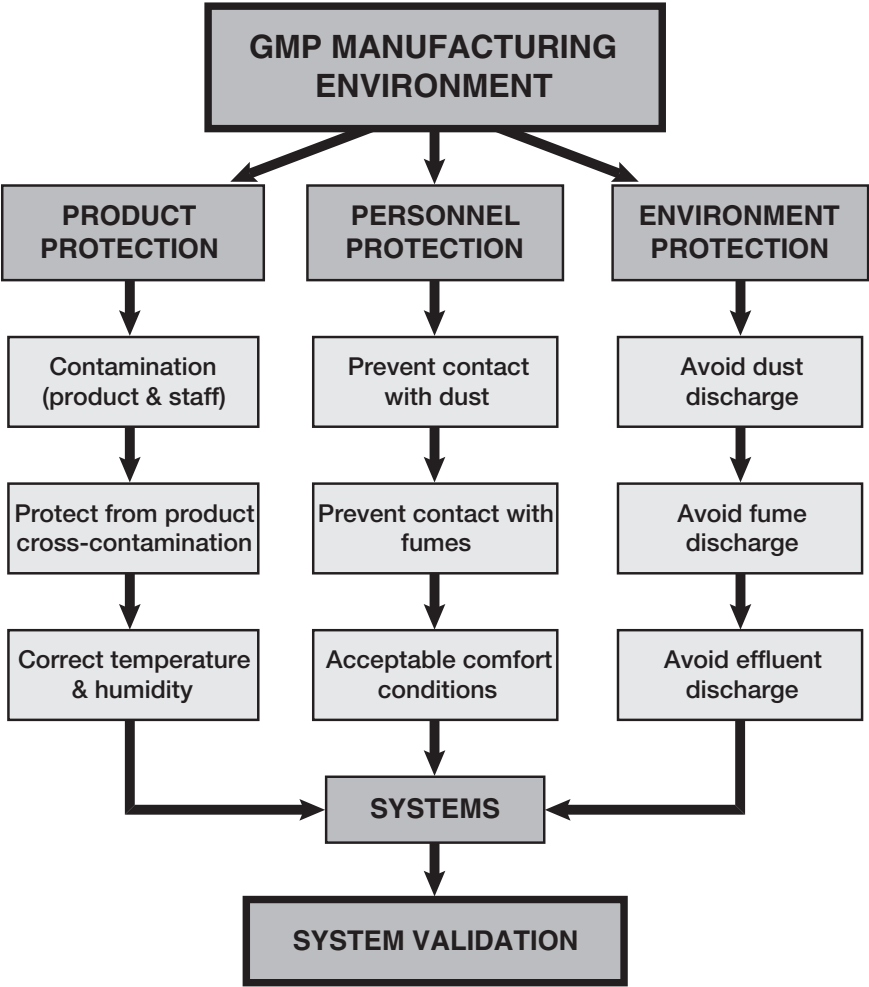 GMP MANUFACTURING
ENVIRONMENT
PRODUCT
PROTECTION
PERSONNEL
PROTECTION
ENVIRONMENT
PROTECTION
Contamination
(product & staff)
Prevent contact
with dust
Avoid dust
discharge
Protect from product
cross-contamination
Prevent contact with
fumes
Avoid fume
discharge
Correct temperature
& humidity
Acceptable comfort
conditions
Avoid effluent
discharge
SYSTEMS
SYSTEM VALIDATION